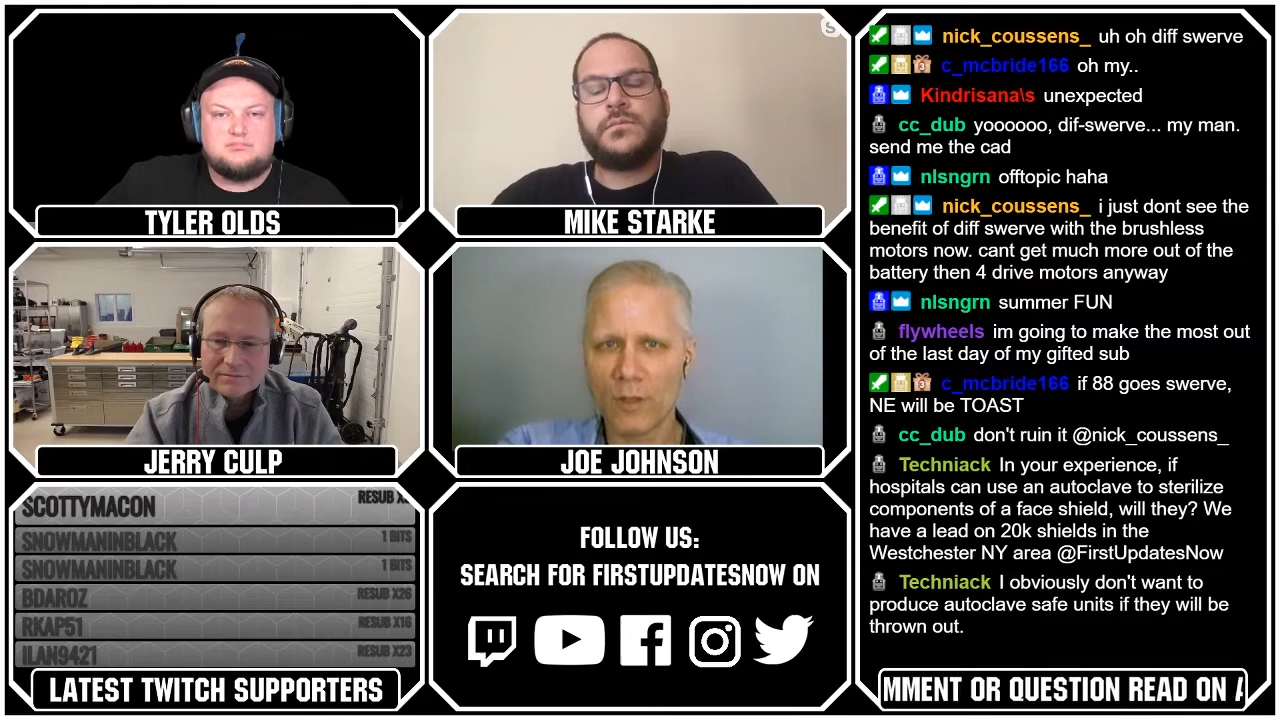 TYLER OLDS
MIKE STARKE
JERRY CULP
JOE JOHNSON
SCOTTYMACON
SNOWMANINBLACK 1 BITS
SNOWMANINBLACK 1 BITS
BDAROZ RESUB X26
RKAP51 RESUB X16
ILAN9421 RESUB X23
LATEST TWITCH SUPPORTERS
FOLLOW US:
SEARCH FOR FIRSTUPDATESNOW ON
nick_coussens_ uh oh diff swerve
c_mcbride166 oh my..
Kindrisana\s unexpected
cc_dub yoooooo, dif-swerve... my man.
send me the cad
nlsngrn offtopic haha
nick_coussens_ i just dont see the
benefit of diff swerve with the brushless
motors now. cant get much more out of the
battery then 4 drive motors anyway
nlsngrn summer FUN
flywheels im going to make the most out
of the last day of my gifted sub
c_mcbride166 if 88 goes swerve,
NE will be TOAST
cc_dub don't ruin it @nick_coussens_
Techniack In your experience, if
hospitals can use an autoclave to sterilize
components of a face shield, will they? We
have a lead on 20k shields in the
Westchester NY area @FirstUpdatesNow
Techniack I obviously don't want to
produce autoclave safe units if they will be
thrown out.
MMENT OR QUESTION READ ON